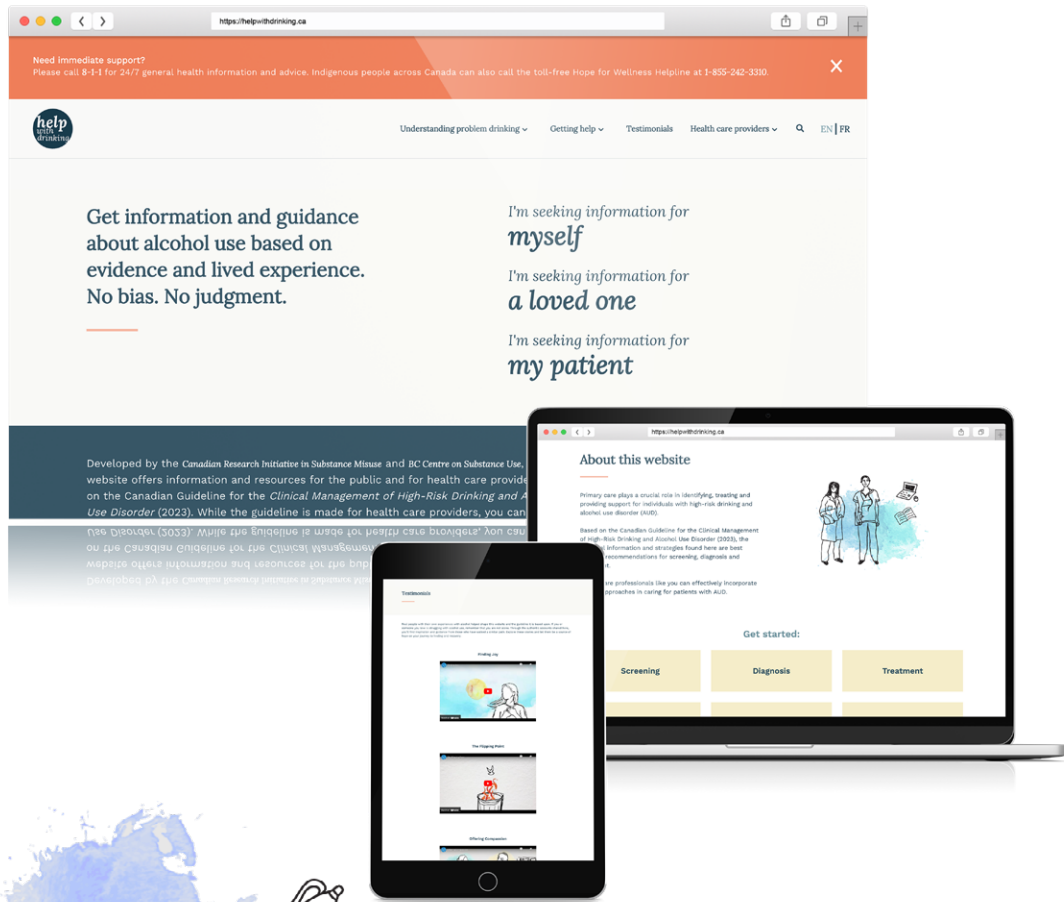 https://helpwithdrinking.ca
Need immediate support?
Please call 8-1-1 for 24/7 general health information and advice. Indigenous people across Canada can also call the toll-free Hope for Wellness Helpline at 1-855-242-3310.
help
with
drinking
Understanding problem drinking
Getting help
Testimonials
Health care providers
EN | FR
Get information and guidance
about alcohol use based on
evidence and lived experience.
No bias. No judgment.
I'm seeking information for
myself
I'm seeking information for
a loved one
I'm seeking information for
my patient
Developed by the Canadian Research Initiative in Substance Misuse and BC Centre on Substance Use,
website offers information and resources for the public and for health care provide
on the Canadian Guideline for the Clinical Management of High-Risk Drinking and A
Use Disorder (2023). While the guideline is made for health care providers, you can
https://helpwithdrinking.ca
About this website
Primary care plays a crucial role in identifying, treating and
providing support for individuals with high-risk drinking and
alcohol use disorder (AUD).
Based on the Canadian Guideline for the Clinical Management
of High-Risk Drinking and Alcohol Use Disorder (2023), the
information and strategies found here are best
recommendations for screening, diagnosis and
professionals like you can effectively incorporate
approaches in caring for patients with AUD.
Get started:
Screening
Diagnosis
Treatment
Testimonials
Finding Joy
The Tipping Point
Offering Compassion